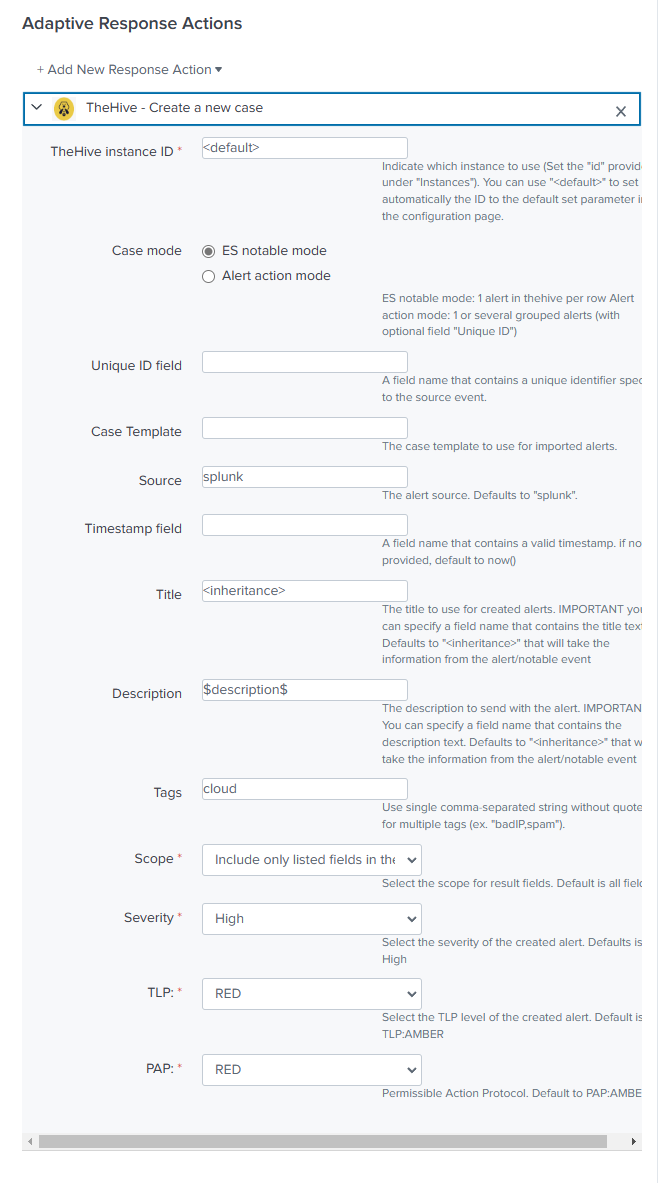 Adaptive Response Actions
+ Add New Response Action
TheHive - Create a new case
TheHive instance ID *
<default>
Indicate which instance to use (Set the "id" provid
under "Instances"). You can use "<default>" to set
automatically the ID to the default set parameter i
the configuration page.
Case mode
ES notable mode
Alert action mode
ES notable mode: 1 alert in thehive per row Alert
action mode: 1 or several grouped alerts (with
optional field "Unique ID")
Unique ID field
A field name that contains a unique identifier spec
to the source event.
Case Template
The case template to use for imported alerts.
Source
splunk
The alert source. Defaults to "splunk".
Timestamp field
A field name that contains a valid timestamp. if no
provided, default to now()
Title
<inheritance>
The title to use for created alerts. IMPORTANT you
can specify a field name that contains the title text
Defaults to "<inheritance>" that will take the
information from the alert/notable event
Description
$description$
The description to send with the alert. IMPORTAN
You can specify a field name that contains the
description text. Defaults to "<inheritance>" that w
take the information from the alert/notable event
Tags
cloud
Use single comma-separated string without quote
for multiple tags (ex. "badIP,spam").
Scope *
Include only listed fields in the
Select the scope for result fields. Default is all field
Severity *
High
Select the severity of the created alert. Defaults is
High
TLP: *
RED
Select the TLP level of the created alert. Default is
TLP:AMBER
PAP: *
RED
Permissible Action Protocol. Default to PAP:AMBE